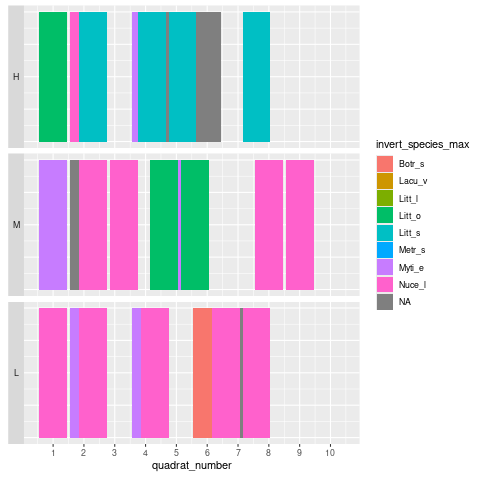 H
M
L
1 2 3 4 5 6 7 8 9 10
quadrat_number
invert_species_max
Botr_s
Lacu_v
Litt_l
Litt_o
Litt_s
Metr_s
Myti_e
Nuce_l
NA